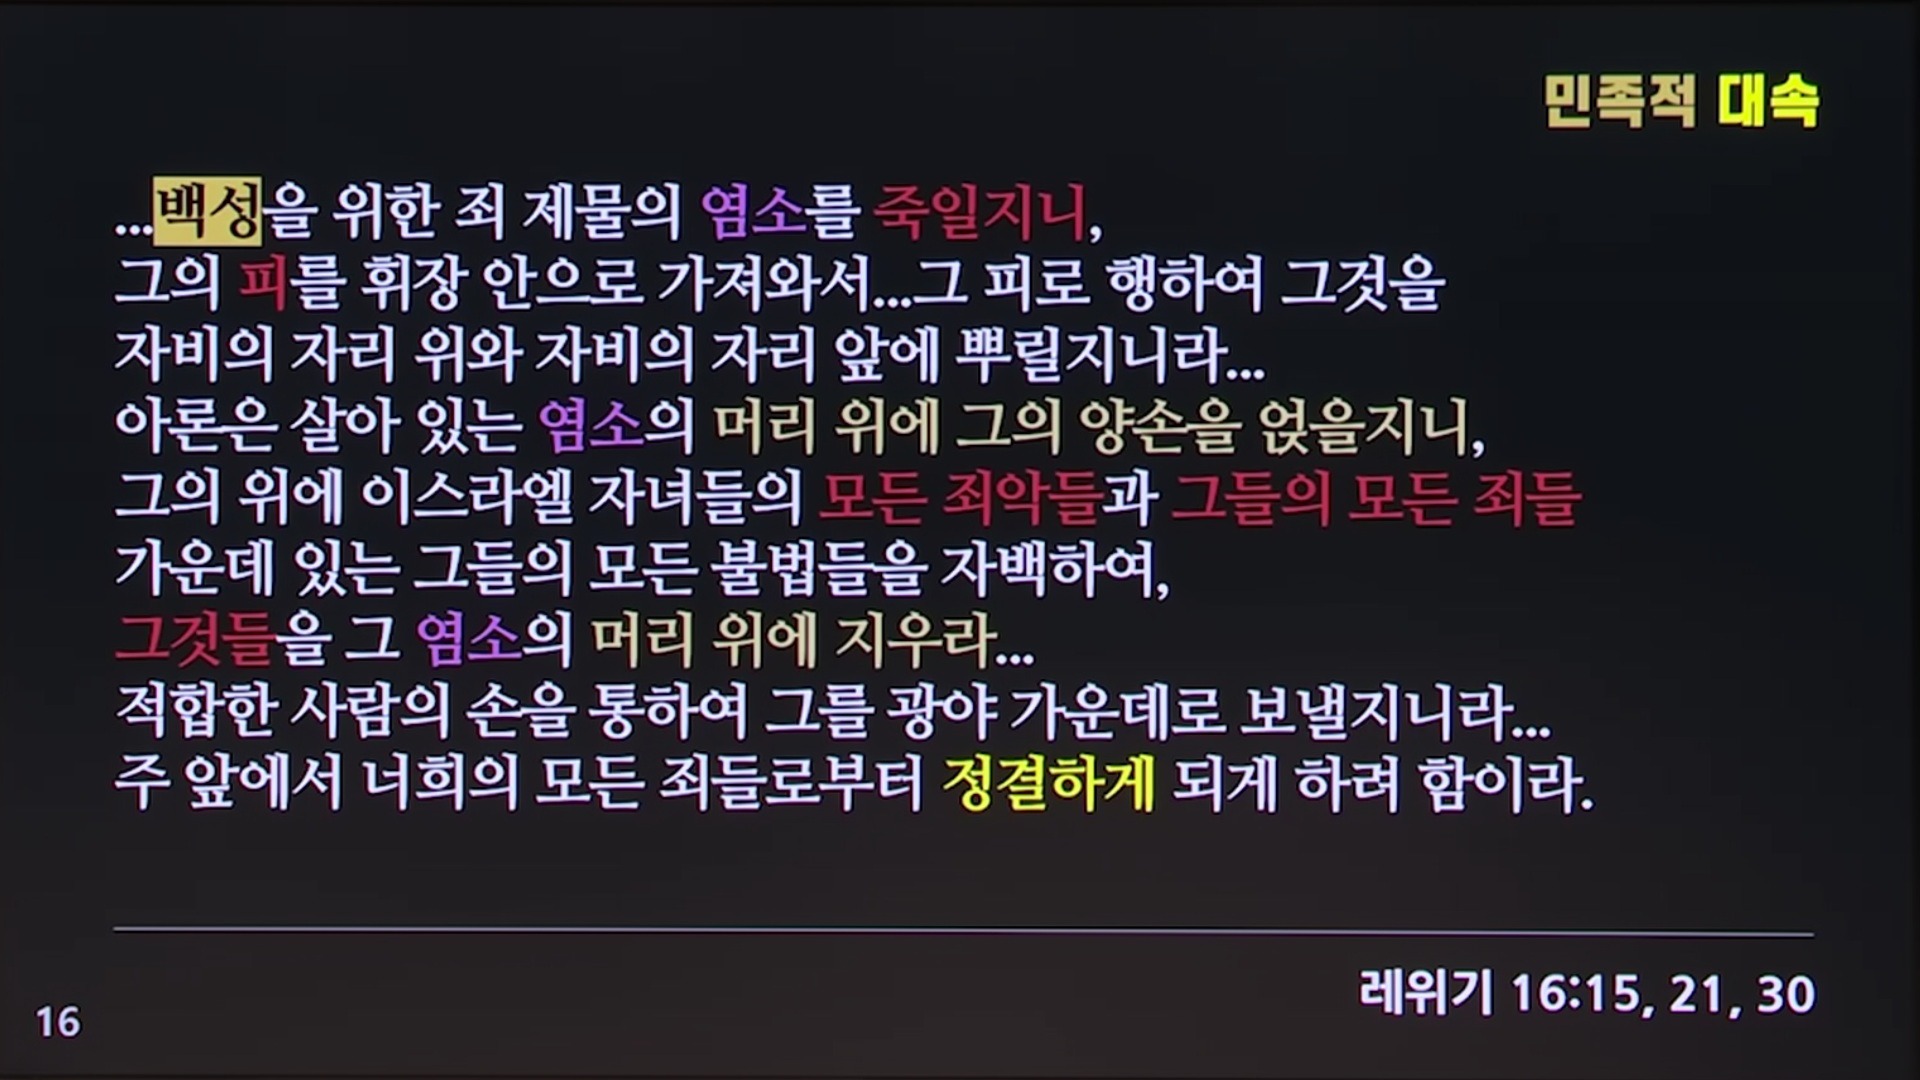 민족적 대속
...백성을 위한 죄 제물의 염소를 죽일지니,
그의 피를 휘장 안으로 가져와서...그 피로 행하여 그것을
자비의 자리 위와 자비의 자리 앞에 뿌릴지니라...
아론은 살아 있는 염소의 머리 위에 그의 양손을 얹을지니,
그의 위에 이스라엘 자녀들의 모든 죄악들과 그들의 모든 죄들
가운데 있는 그들의 모든 불법들을 자백하여,
그것들을 그 염소의 머리 위에 지우라...
적합한 사람의 손을 통하여 그를 광야 가운데로 보낼지니라...
주 앞에서 너희의 모든 죄들로부터 정결하게 되게 하려 함이라.
레위기 16:15, 21, 30
16